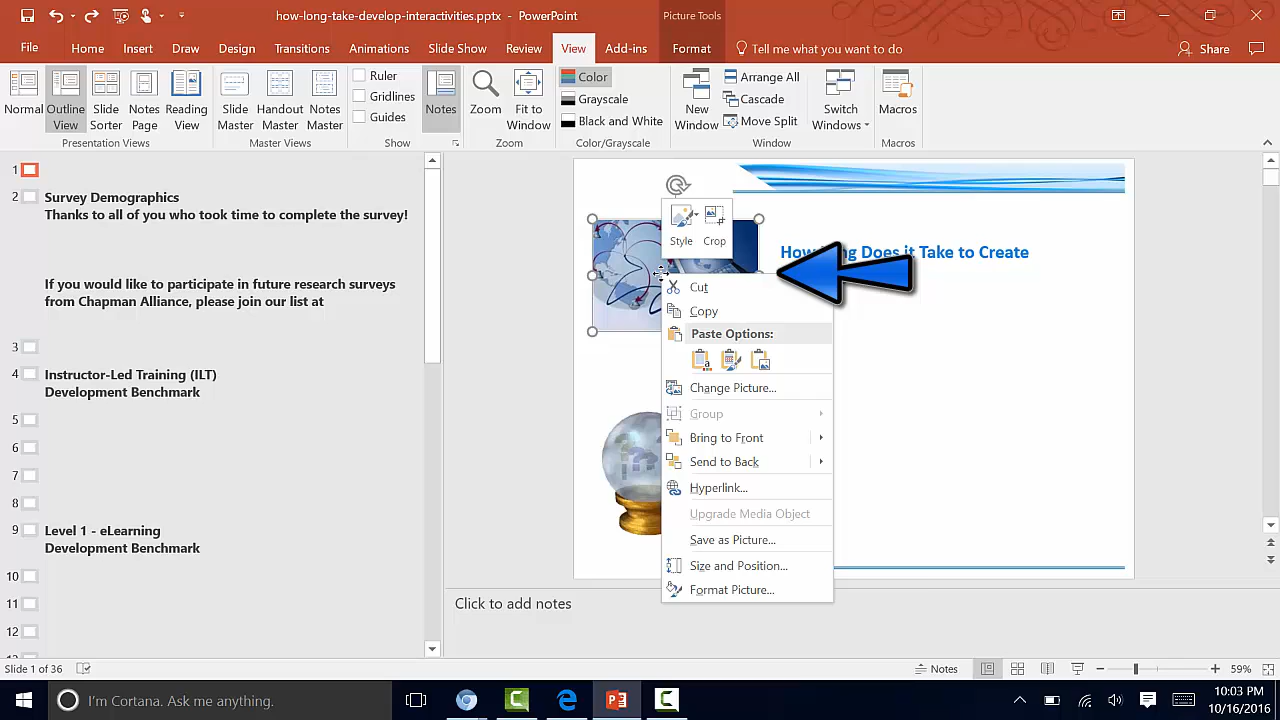 how-long-take-develop-interactivities.pptx - PowerPoint
Picture Tools
File
Home
Insert
Draw
Design
Transitions
Animations
Slide Show
Review
View
Add-ins
Format
Tell me what you want to do
Share
Normal
Outline View
Slide Sorter
Notes Page
Reading View
Slide Master
Handout Master
Notes Master
Ruler
Gridlines
Guides
Notes
Zoom
Fit to Window
Color
Grayscale
Black and White
New Window
Arrange All
Cascade
Move Split
Switch Windows
Macros
Presentation Views
Master Views
Show
Zoom
Color/Grayscale
Window
Macros
1
2 Survey Demographics
Thanks to all of you who took time to complete the survey!
If you would like to participate in future research surveys
from Chapman Alliance, please join our list at
3
4 Instructor-Led Training (ILT)
Development Benchmark
5
6
7
8
9 Level 1 - eLearning
Development Benchmark
10
11
12
Style
Crop
Does it Take to Create
Cut
Copy
Paste Options:
Change Picture...
Group
Bring to Front
Send to Back
Hyperlink...
Upgrade Media Object
Save as Picture...
Size and Position...
Format Picture...
Click to add notes
Slide 1 of 36
Notes
59%
I'm Cortana. Ask me anything.
10:03 PM
10/16/2016